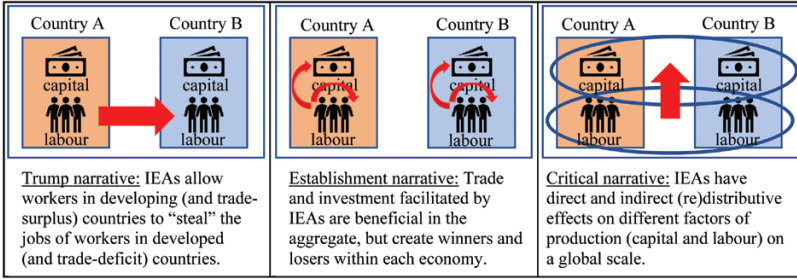 Country A
Country B
capital
capital
labour
labour
Trump narrative: IEAs allow
workers in developing (and trade-
surplus) countries to “steal” the
jobs of workers in developed
(and trade-deficit) countries.
Country A
Country B
capital
capital
labour
labour
Establishment narrative: Trade
and investment facilitated by
IEAs are beneficial in the
aggregate, but create winners and
losers within each economy.
Country A
Country B
capital
capital
labour
labour
Critical narrative: IEAs have
direct and indirect (re)distributive
effects on different factors of
production (capital and labour) on
a global scale.